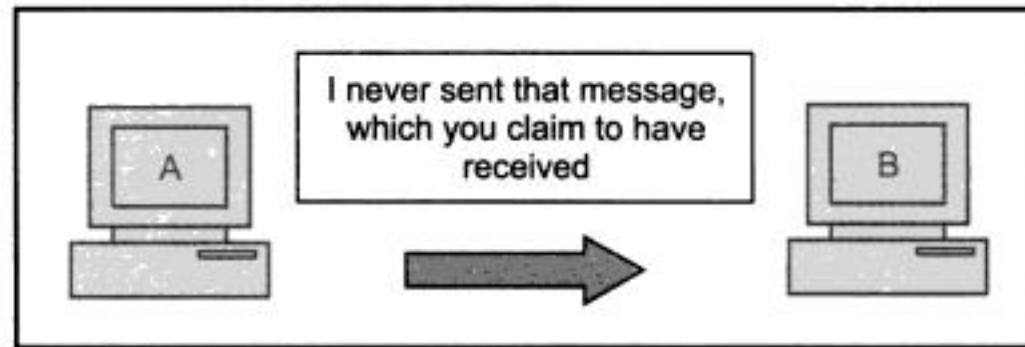 I never sent that message,
which you claim to have
received
A
B